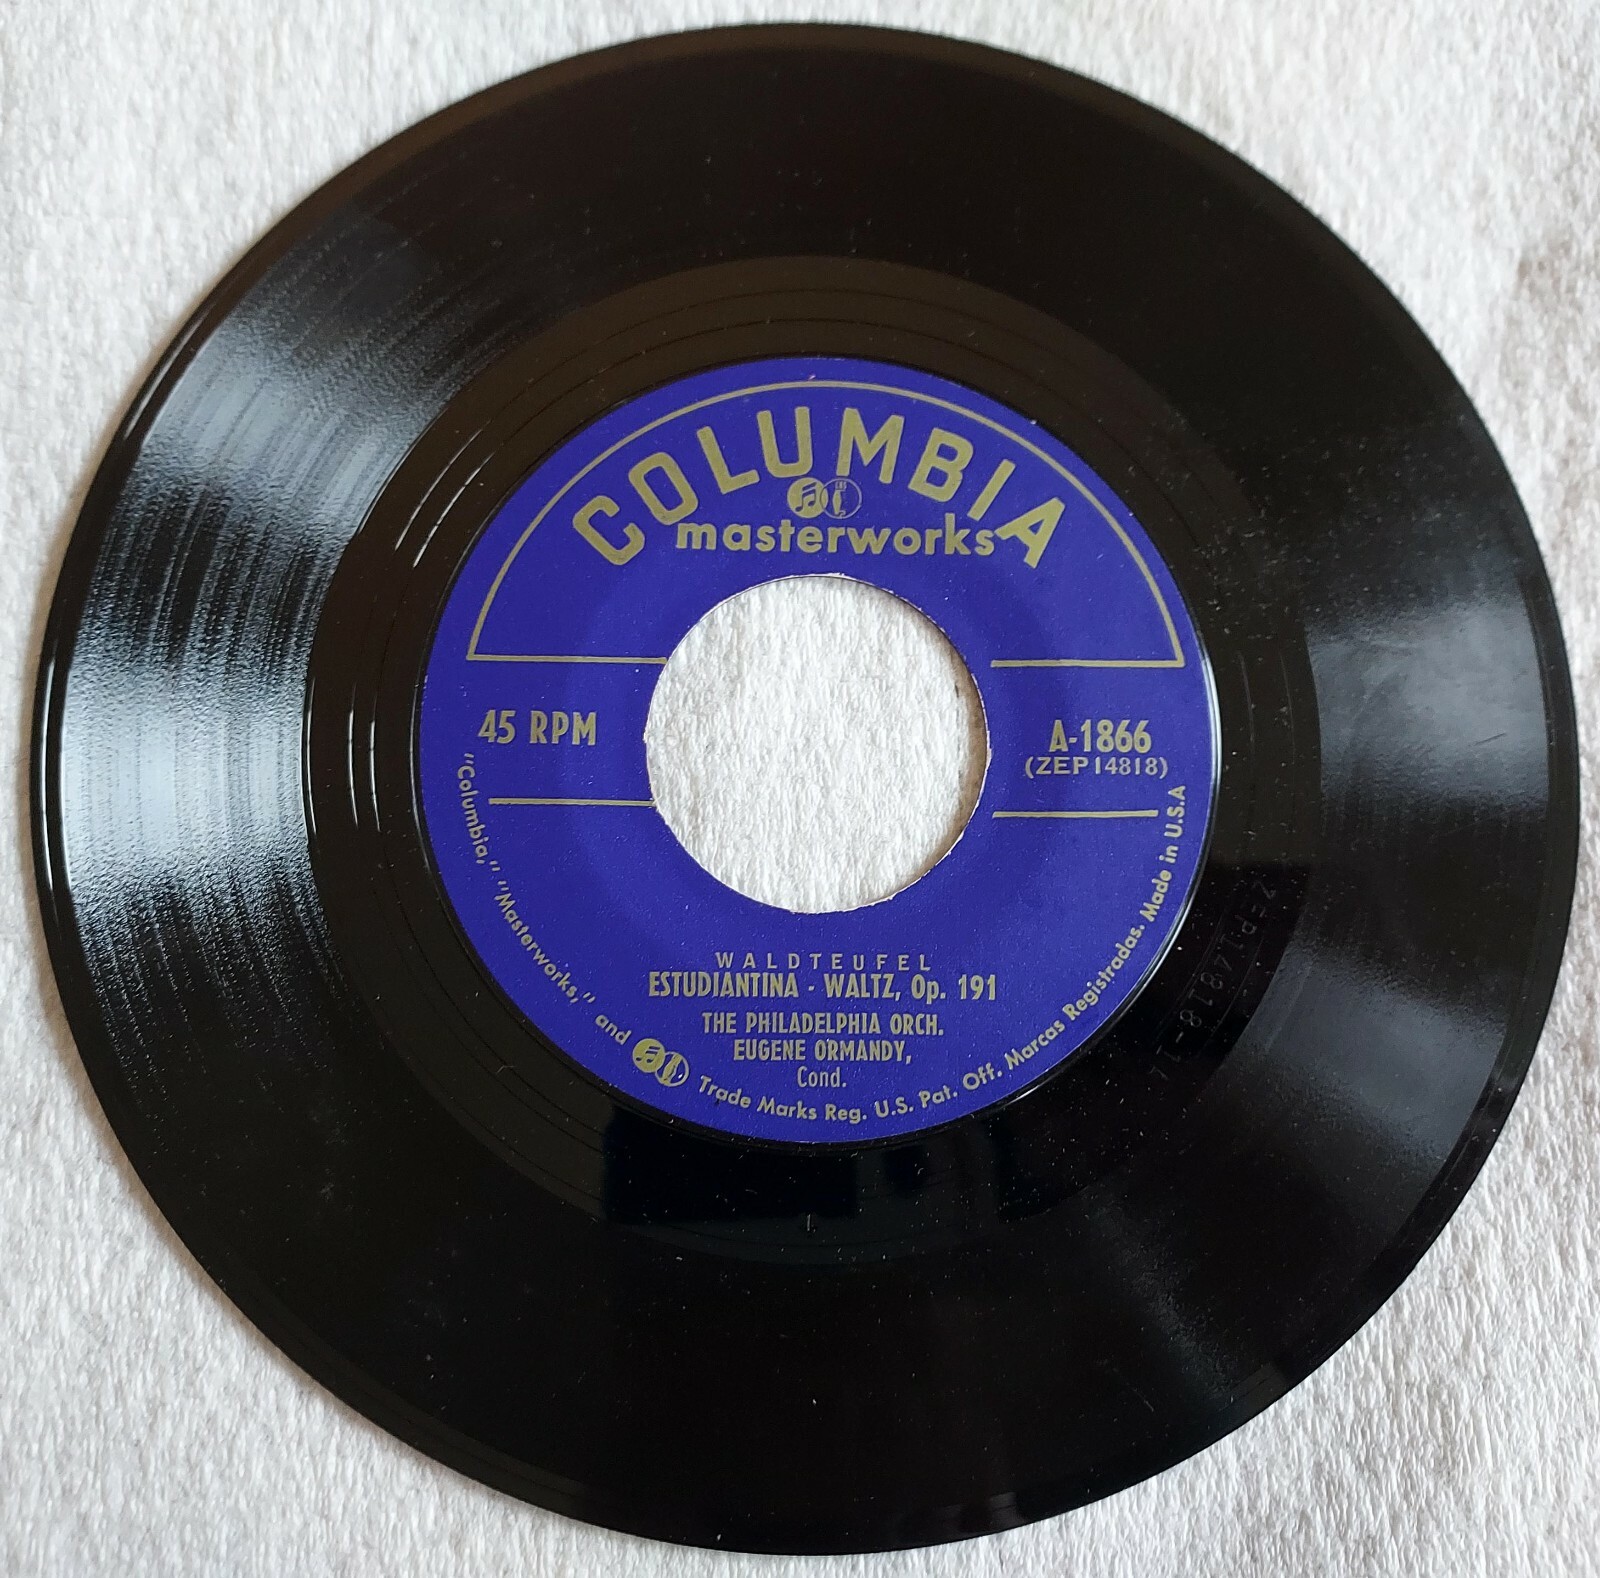 COLUMBIA
masterworks
45 RPM
A-1866
(ZEP14818)
WALDTEUFEL
ESTUDIANTINA - WALTZ, Op. 191
THE PHILADELPHIA ORCH.
EUGENE ORMANDY,
Cond.
"Columbia," "Masterworks," and Trade Marks Reg. U.S. Pat. Off. Marcas Registradas. Made in U.S.A